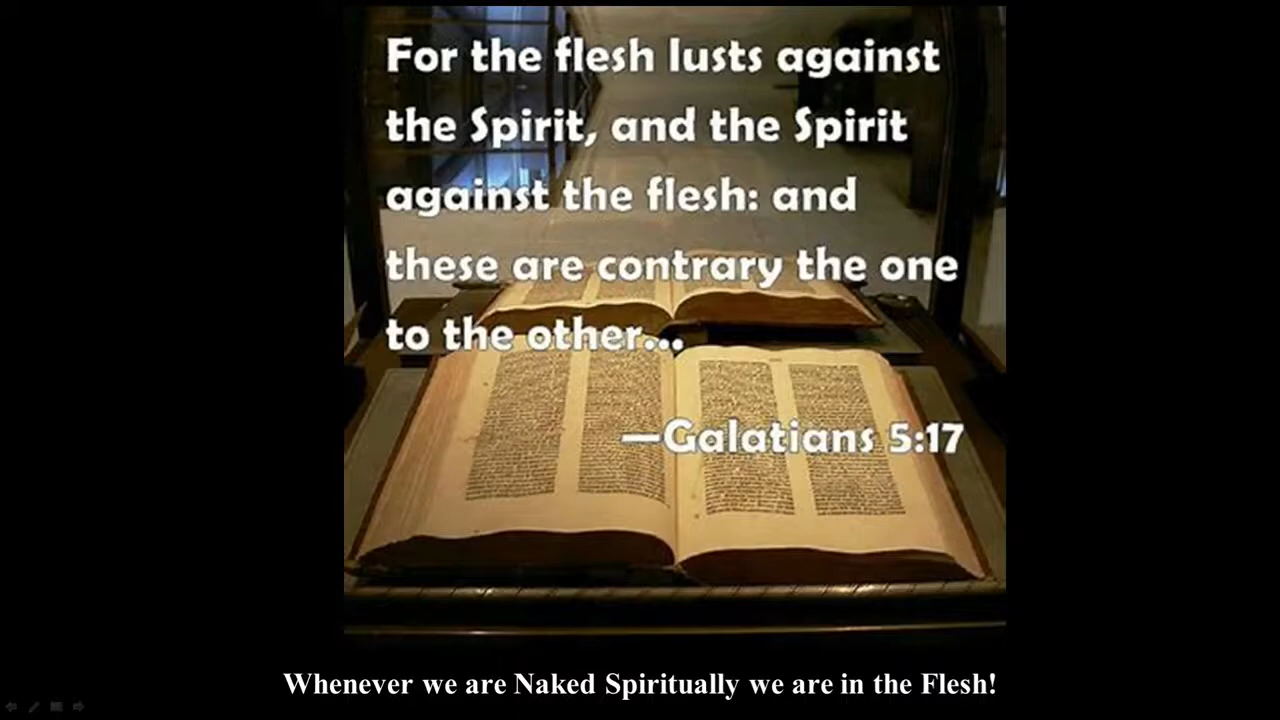 For the flesh lusts against
the Spirit, and the Spirit
against the flesh: and
these are contrary the one
to the other...
—Galatians 5:17
Whenever we are Naked Spiritually we are in the Flesh!